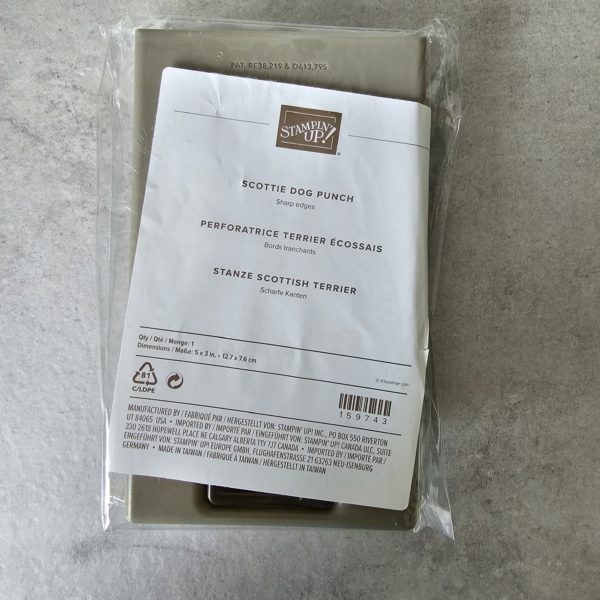 PAT. RE38,219 & D613,795
STAMPIN'
UP!®
SCOTTIE DOG PUNCH
Sharp edges
PERFORATRICE TERRIER ÉCOSSAIS
Bords tranchants
STANZE SCOTTISH TERRIER
Scharfe Kanten
Qty / Qté / Menge: 1
Dimensions / Maße: 5 x 3 in. • 12.7 x 7.6 cm
© STAMPIN' UP!
81
C/LDPE
159743
MANUFACTURED BY / FABRIQUÉ PAR / HERGESTELLT VON: STAMPIN' UP! INC., PO BOX 550 RIVERTON
UT 84065 USA • IMPORTED BY / IMPORTÉ PAR / EINGEFÜHRT VON: STAMPIN' UP! CANADA ULC, SUITE
330 2618 HOPEWELL PLACE NE CALGARY ALBERTA T1Y 7J7 CANADA • IMPORTED BY / IMPORTÉ PAR /
EINGEFÜHRT VON: STAMPIN' UP! EUROPE GMBH, FLUGHAFENSTRASSE 21 63263 NEU-ISENBURG
GERMANY • MADE IN TAIWAN / FABRIQUÉ À TAIWAN / HERGESTELLT IN TAIWAN